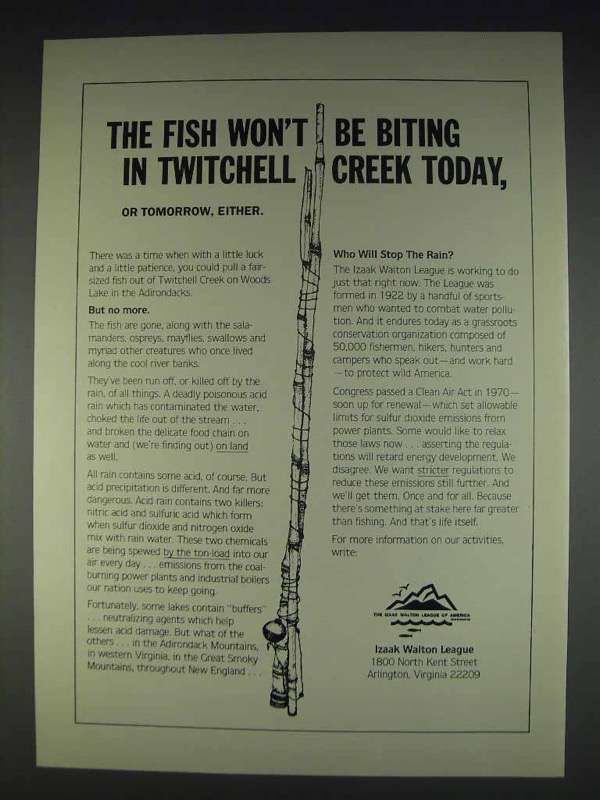 THE FISH WON'T BE BITING
IN TWITCHELL CREEK TODAY,
OR TOMORROW, EITHER.
There was a time when with a little luck
and a little patience, you could pull a fair-
sized fish out of Twitchell Creek on Woods
Lake in the Adirondacks.
But no more.
The fish are gone, along with the sala-
manders, ospreys, mayflies, swallows and
myriad other creatures who once lived
along the cool river banks.
They've been run off, or killed off by the
rain, of all things. A deadly poisonous acid
rain which has contaminated the water,
choked the life out of the stream . . .
and broken the delicate food chain on
water and (we're finding out) on land
as well.
All rain contains some acid, of course. But
acid precipitation is different. And far more
dangerous. Acid rain contains two killers:
nitric acid and sulfuric acid which form
when sulfur dioxide and nitrogen oxide
mix with rain water. These two chemicals
are being spewed by the ton-load into our
air every day . . . emissions from the coal-
burning power plants and industrial boilers
our nation uses to keep going.
Fortunately, some lakes contain "buffers"
. . . neutralizing agents which help
lessen acid damage. But what of the
others . . . in the Adirondack Mountains,
in western Virginia, in the Great Smoky
Mountains, throughout New England . . .
Who Will Stop The Rain?
The Izaak Walton League is working to do
just that right now. The League was
formed in 1922 by a handful of sports-
men who wanted to combat water pollu-
tion. And it endures today as a grassroots
conservation organization composed of
50,000 fishermen, hikers, hunters and
campers who speak out—and work hard
—to protect wild America.
Congress passed a Clean Air Act in 1970—
soon up for renewal—which set allowable
limits for sulfur dioxide emissions from
power plants. Some would like to relax
those laws now . . . asserting the regula-
tions will retard energy development. We
disagree. We want stricter regulations to
reduce these emissions still further. And
we'll get them. Once and for all. Because
there's something at stake here far greater
than fishing. And that's life itself.
For more information on our activities,
write:
THE IZAAK WALTON LEAGUE OF AMERICA
Izaak Walton League
1800 North Kent Street
Arlington, Virginia 22209